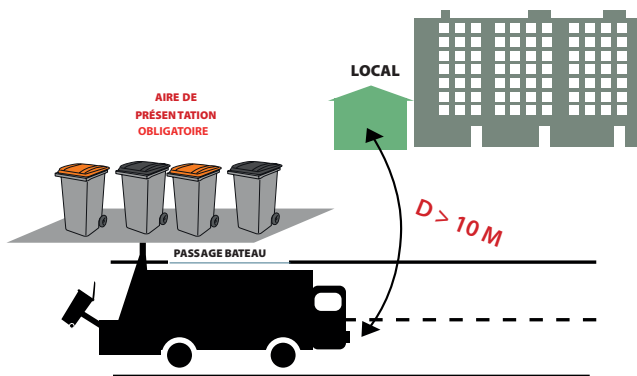 LOCAL
AIRE DE
PRÉSENTATION
OBLIGATOIRE
D > 10 M
PASSAGE BATEAU